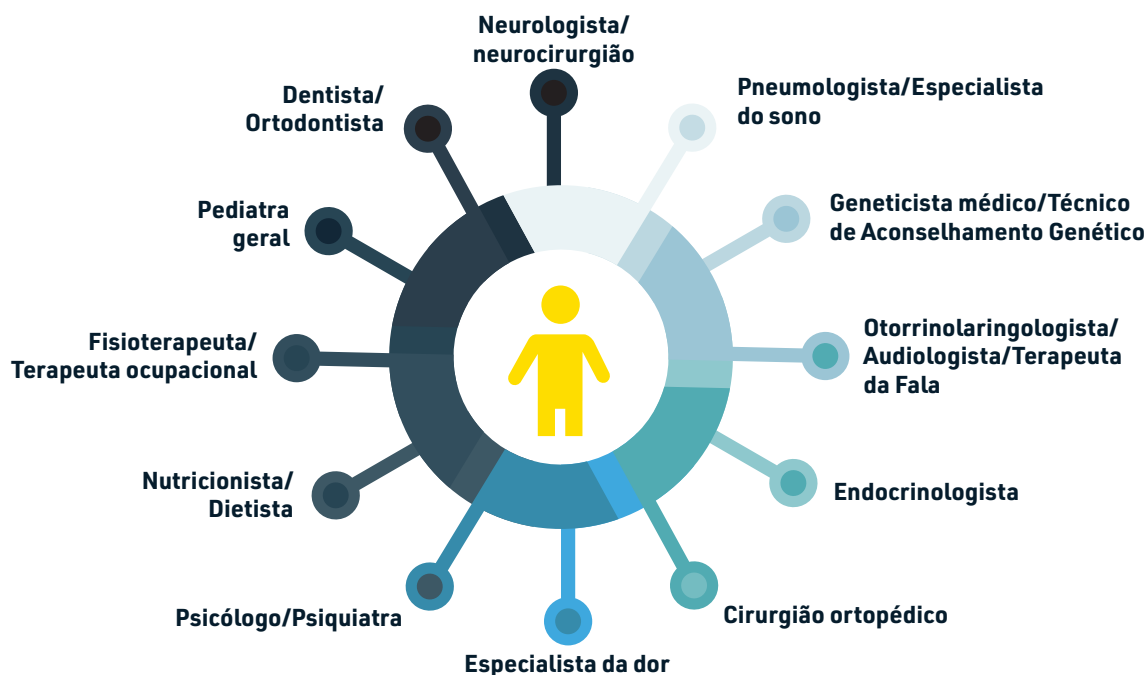 Neurologista/
neurocirurgião
Pneumologista/Especialista
do sono
Geneticista médico/Técnico
de Aconselhamento Genético
Otorrinolaringologista/
Audiologista/Terapeuta
da Fala
Endocrinologista
Cirurgião ortopédico
Especialista da dor
Psicólogo/Psiquiatra
Nutricionista/
Dietista
Fisioterapeuta/
Terapeuta ocupacional
Pediatra
geral
Dentista/
Ortodontista